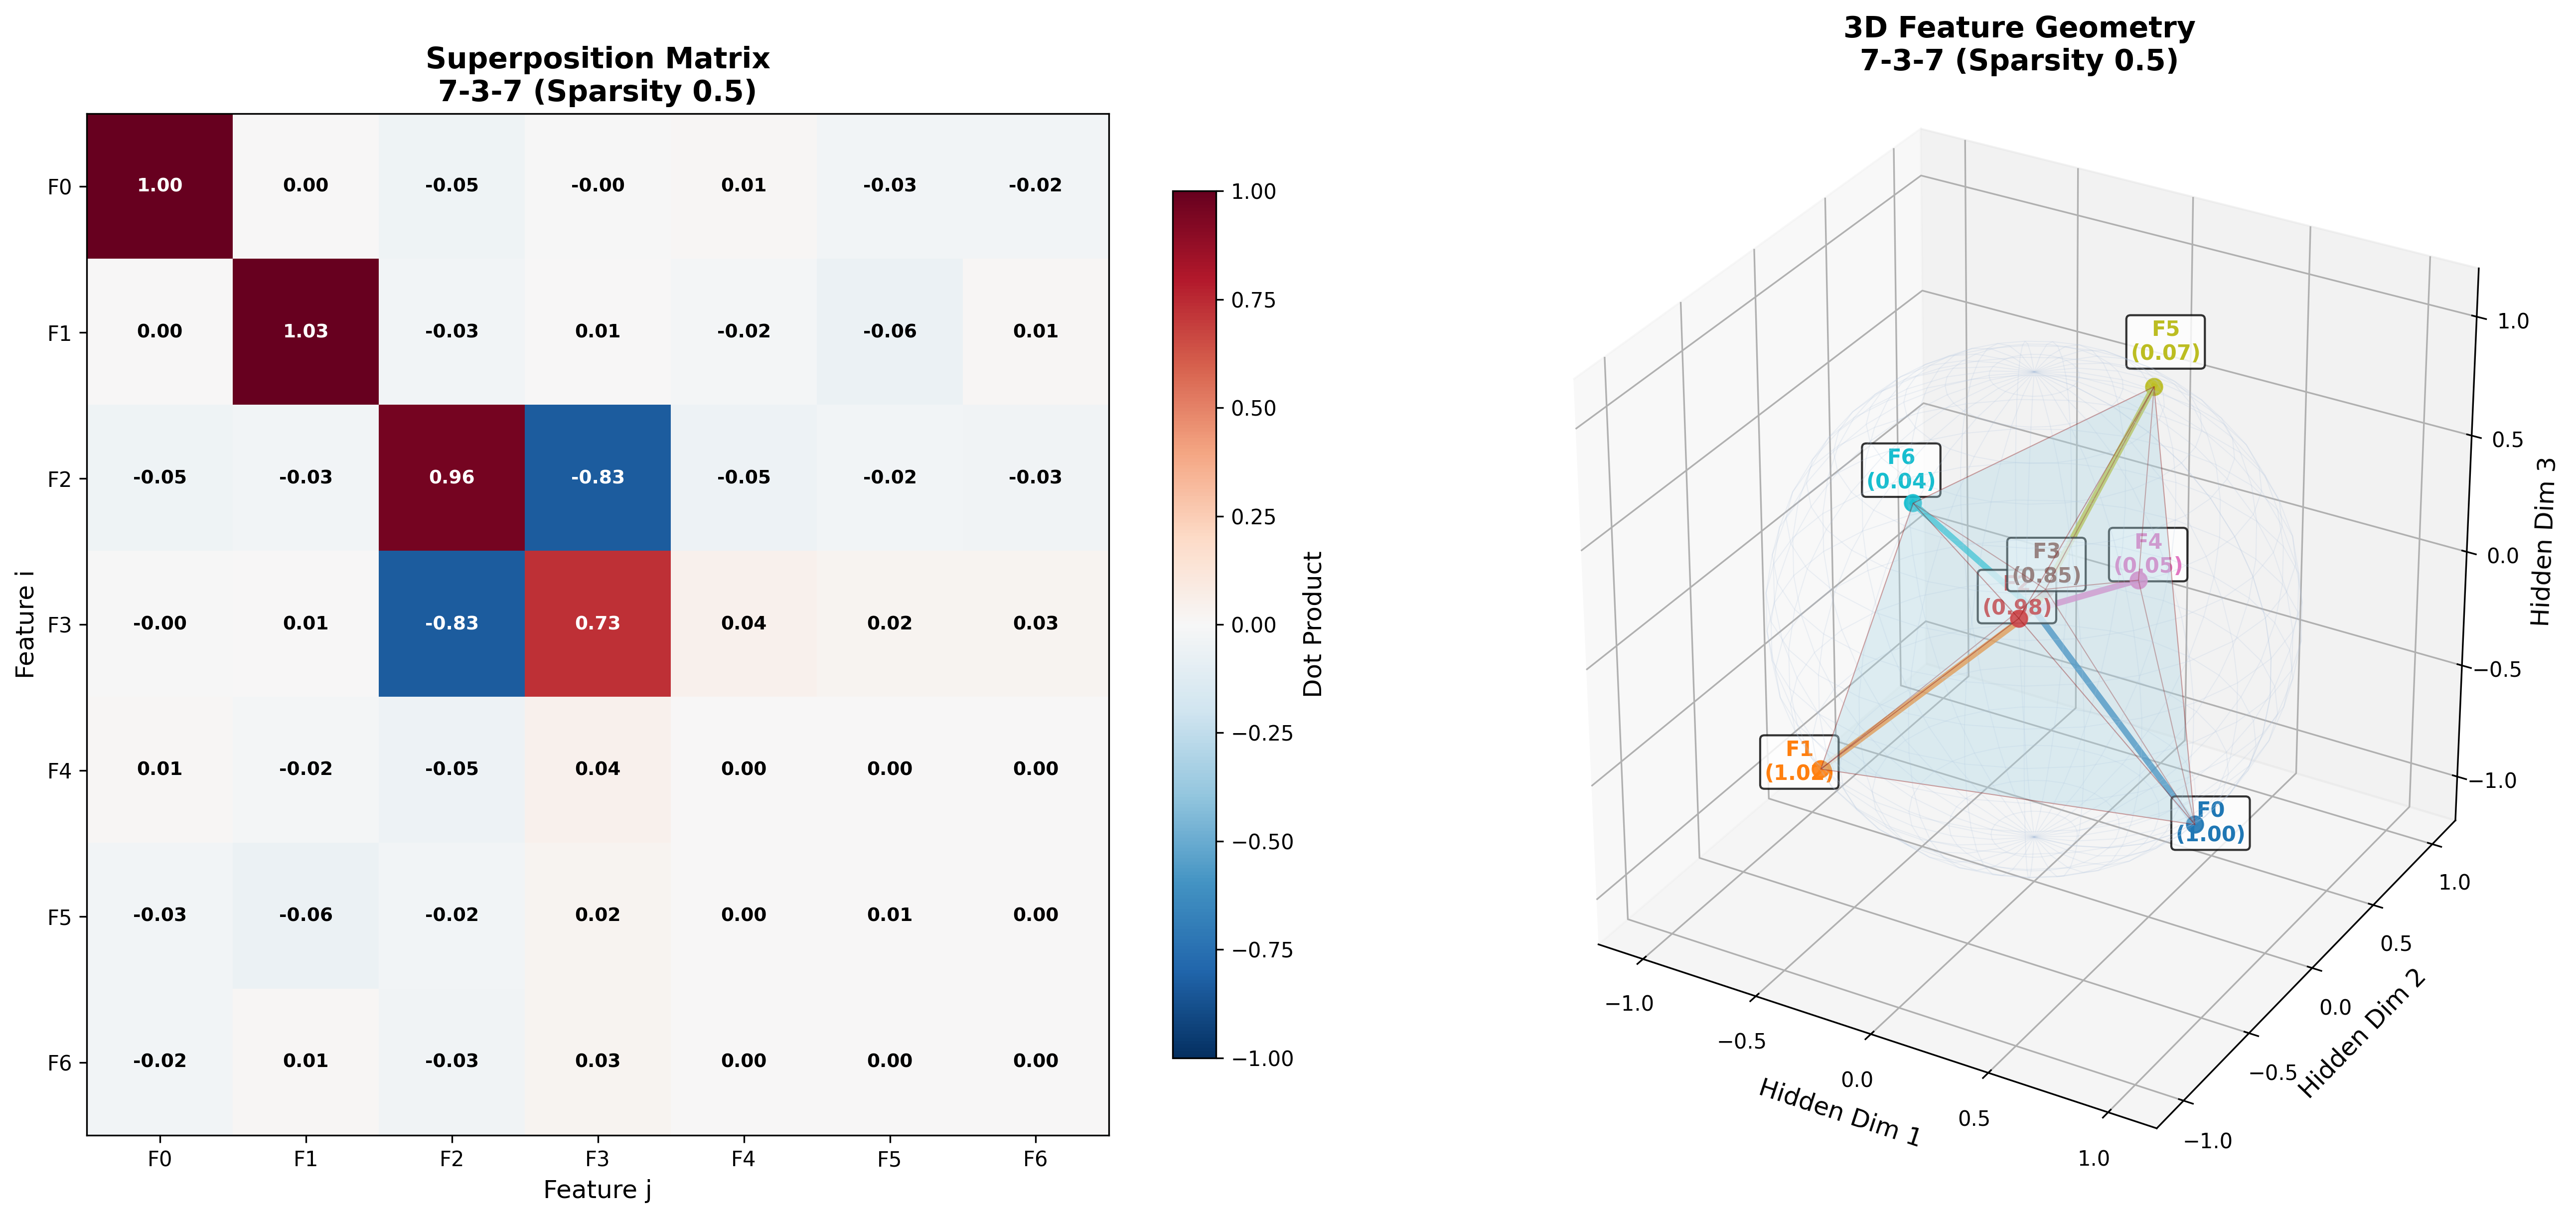 Superposition Matrix
7-3-7 (Sparsity 0.5)
F0 1.00 0.00 -0.05 -0.00 0.01 -0.03 -0.02
F1 0.00 1.03 -0.03 0.01 -0.02 -0.06 0.01
F2 -0.05 -0.03 0.96 -0.83 -0.05 -0.02 -0.03
F3 -0.00 0.01 -0.83 0.73 0.04 0.02 0.03
F4 0.01 -0.02 -0.05 0.04 0.00 0.00 0.00
F5 -0.03 -0.06 -0.02 0.02 0.00 0.01 0.00
F6 -0.02 0.01 -0.03 0.03 0.00 0.00 0.00
F0 F1 F2 F3 F4 F5 F6
Feature j
Feature i
1.00
0.75
0.50
0.25
0.00
−0.25
−0.50
−0.75
−1.00
Dot Product
3D Feature Geometry
7-3-7 (Sparsity 0.5)
F5
(0.07)
F6
(0.04)
F3
(0.85)
F4
(0.05)
(0.98)
F1
(1.02)
F0
(1.00)
1.0
0.5
0.0
−0.5
−1.0
Hidden Dim 3
−1.0
−0.5
0.0
0.5
1.0
Hidden Dim 1
1.0
0.5
0.0
−0.5
−1.0
Hidden Dim 2